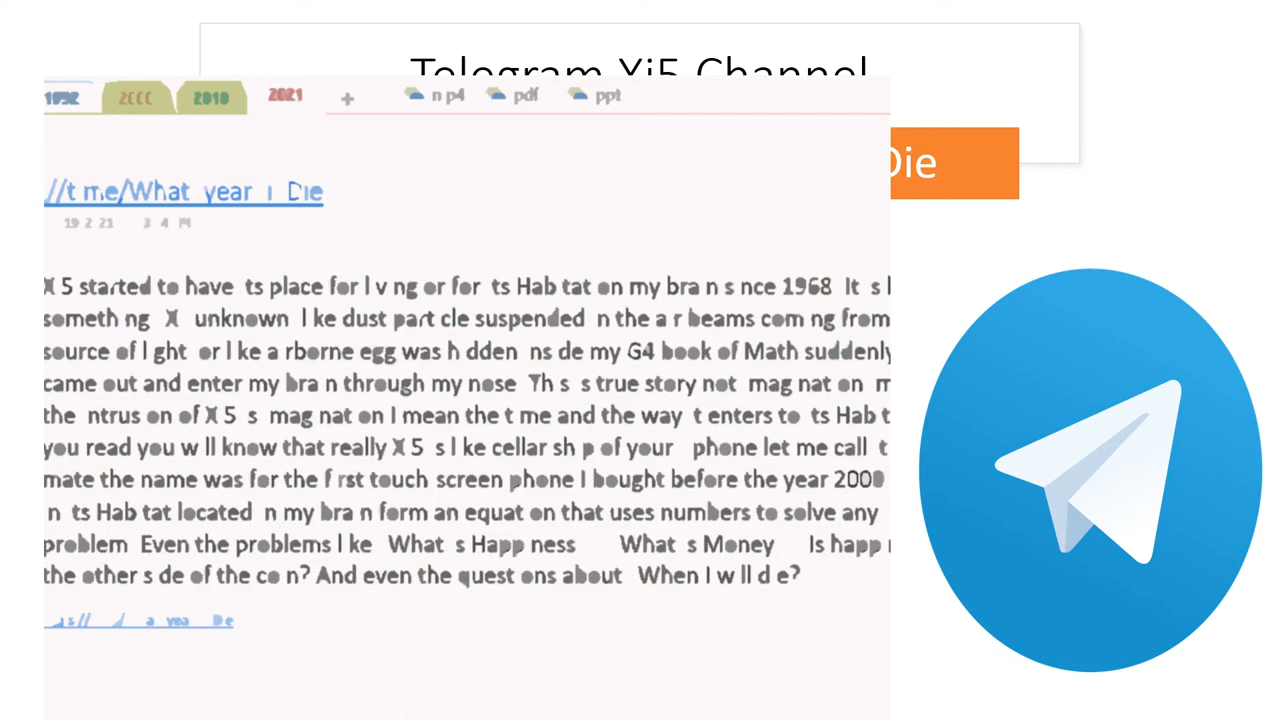 Telegram Xi5 Channel
Die
1992 2010 2021 + pdf ppt
//t me/What year i Die
19 2 21 3 4 PM
X 5 started to have ts place for l v ng or for ts Hab tat on my bra n s nce 1968 It s l
someth ng X unknown l ke dust part cle suspended n the a r beams com ng from
source of l ght or l ke a rborne egg was h dden ns de my G4 book of Math suddenly
came out and enter my bra n through my nose Th s s true story not mag nat on m
the ntrus on of X 5 s mag nat on I mean the t me and the way t enters to ts Hab t
you read you w ll know that really X 5 s l ke cellar sh p of your phone let me call t
mate the name was for the f rst touch screen phone I bought before the year 2000
n ts Hab tat located n my bra n form an equat on that uses numbers to solve any
problem Even the problems l ke What s Happ ness What s Money Is happ
the other s de of the co n? And even the quest ons about When I w ll d e?